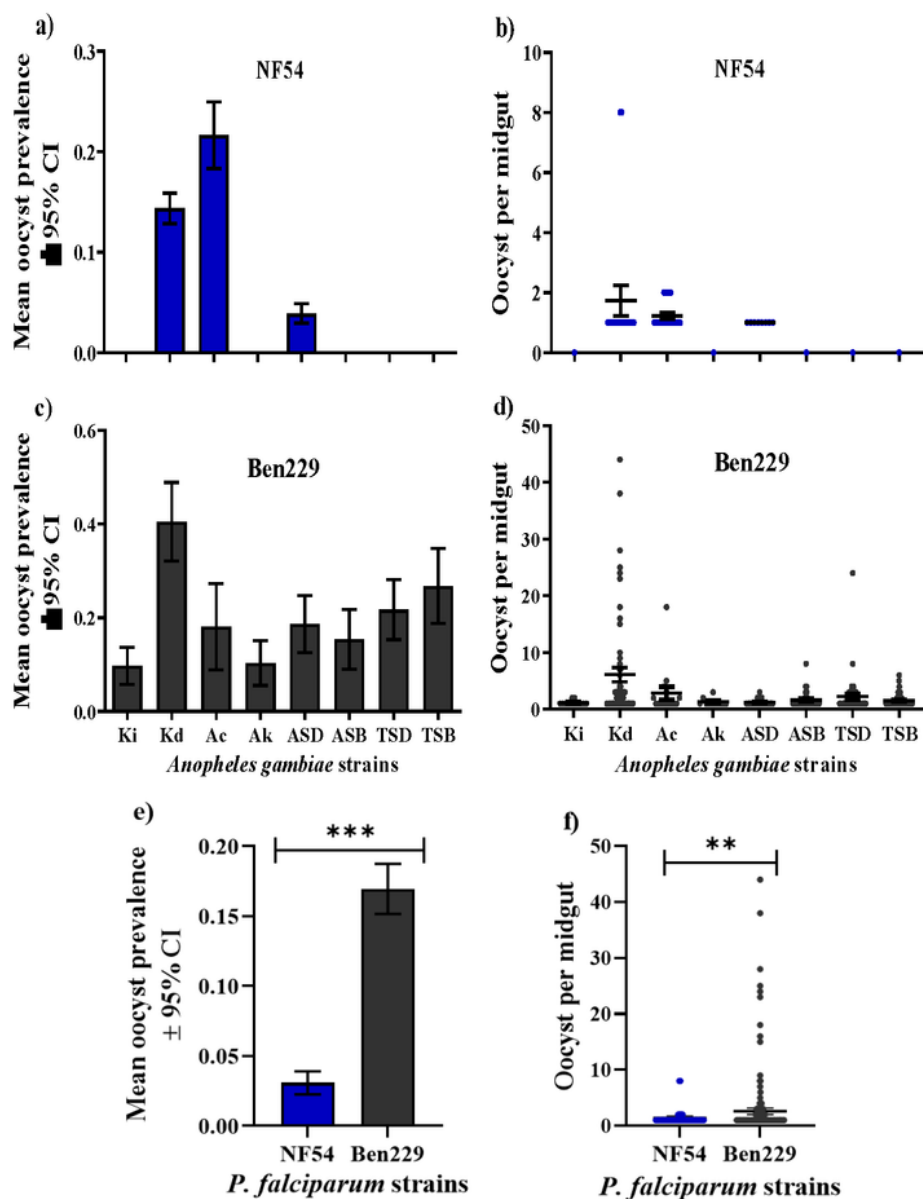 a)
NF54
Mean oocyst prevalence
95% CI
0.3
0.2
0.1
0.0
b)
NF54
Oocyst per midgut
10
8
6
4
2
0
c)
Ben229
Mean oocyst prevalence
95% CI
0.6
0.4
0.2
0.0
Ki Kd Ac Ak ASD ASB TSD TSB
Anopheles gambiae strains
d)
Ben229
Oocyst per midgut
50
40
30
20
10
0
Ki Kd Ac Ak ASD ASB TSD TSB
Anopheles gambiae strains
e)
***
Mean oocyst prevalence
± 95% CI
0.20
0.15
0.10
0.05
0.00
NF54 Ben229
P. falciparum strains
f)
**
Oocyst per midgut
50
40
30
20
10
0
NF54 Ben229
P. falciparum strains